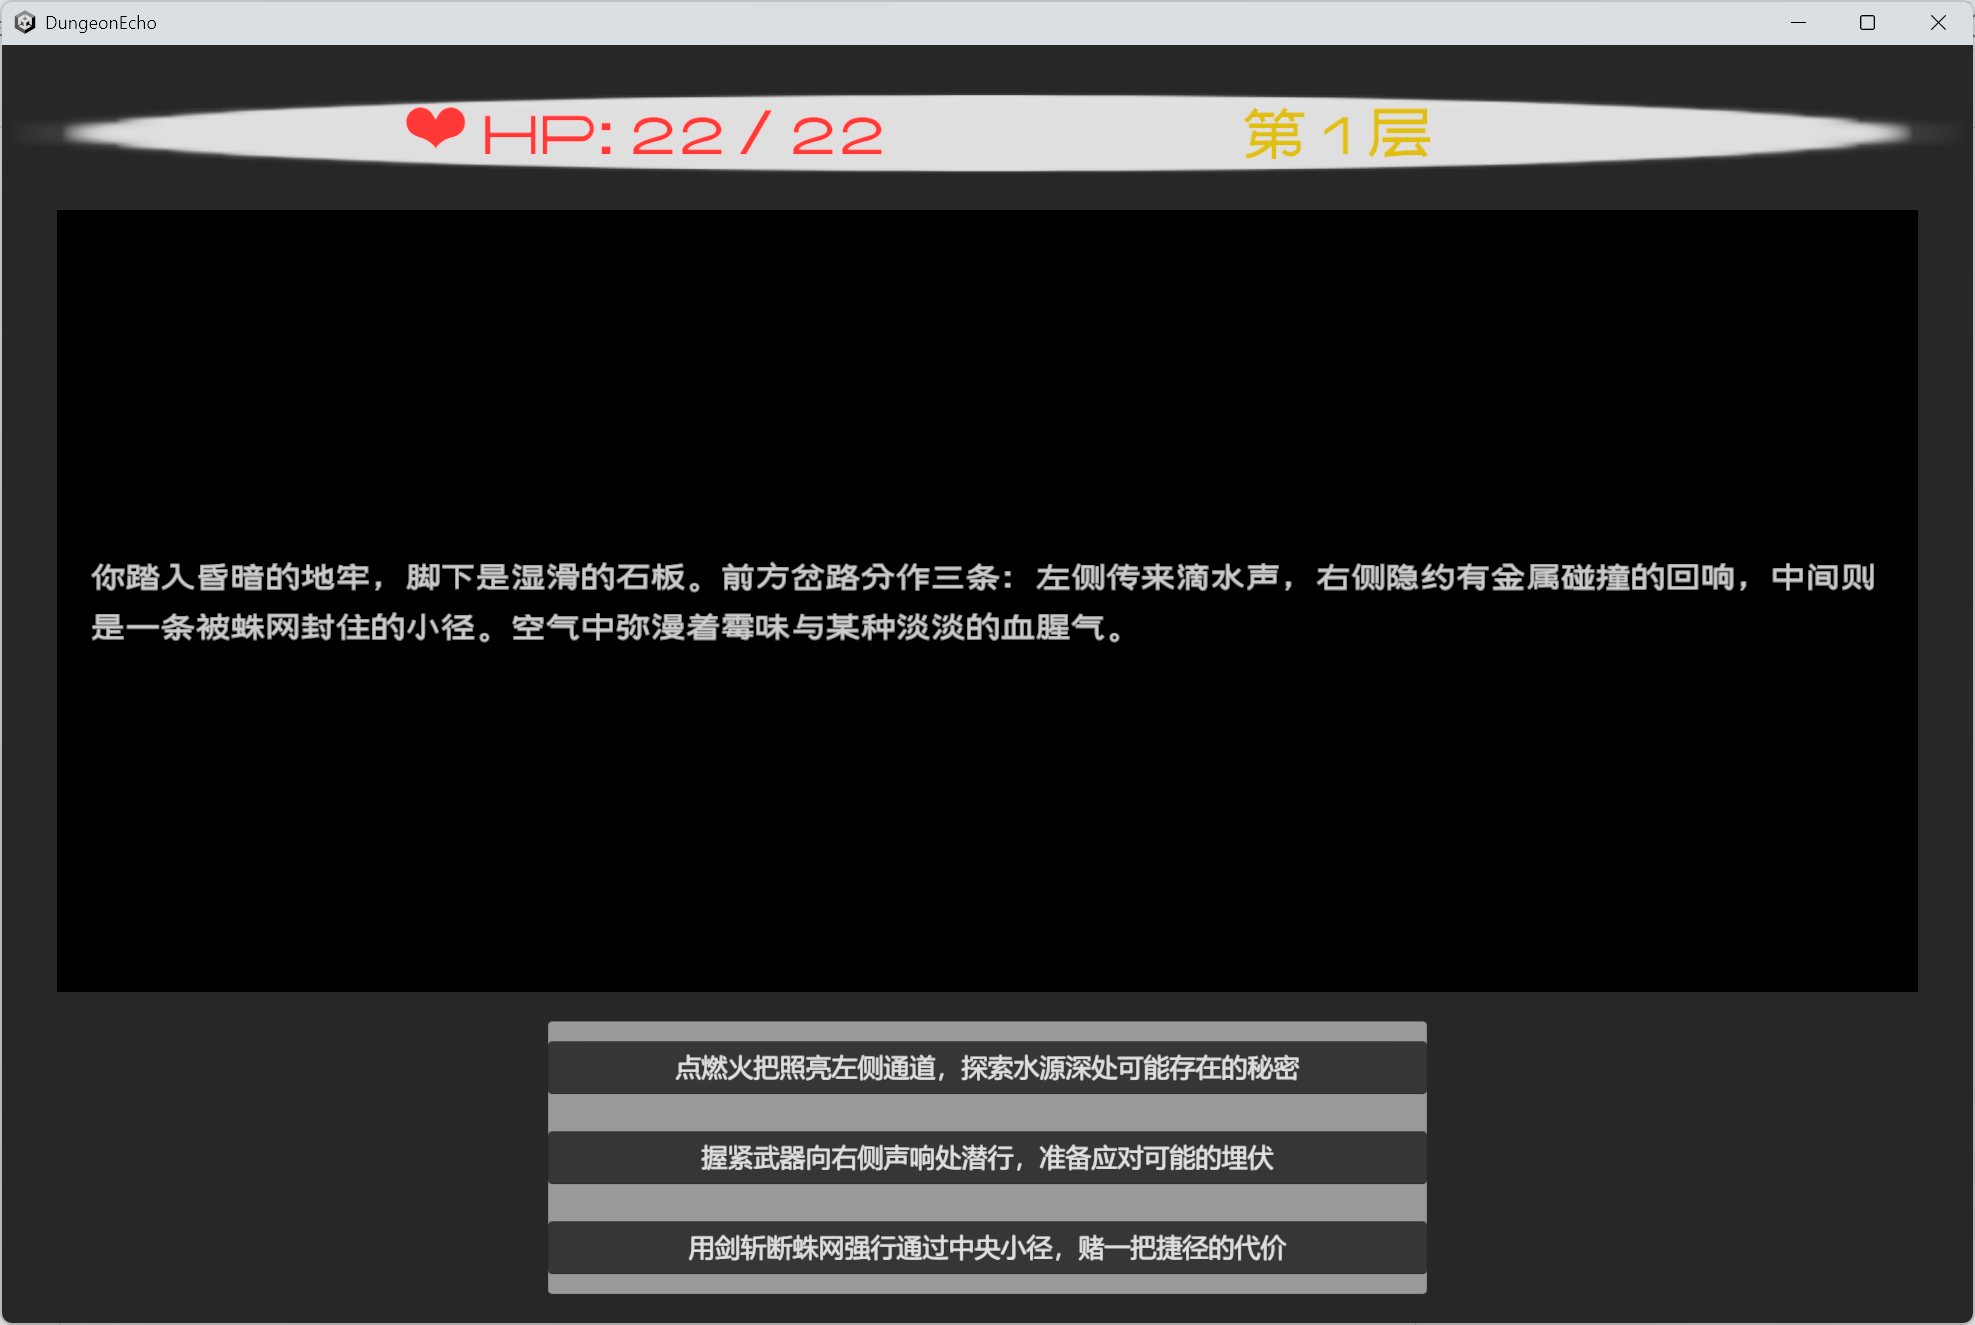 DungeonEcho
❤ HP: 22 / 22
第 1 层
你踏入昏暗的地牢，脚下是湿滑的石板。前方岔路分作三条：左侧传来滴水声，右侧隐约有金属碰撞的回响，中间则
是一条被蛛网封住的小径。空气中弥漫着霉味与某种淡淡的血腥气。
点燃火把照亮左侧通道，探索水源深处可能存在的秘密
握紧武器向右侧声响处潜行，准备应对可能的埋伏
用剑斩断蛛网强行通过中央小径，赌一把捷径的代价